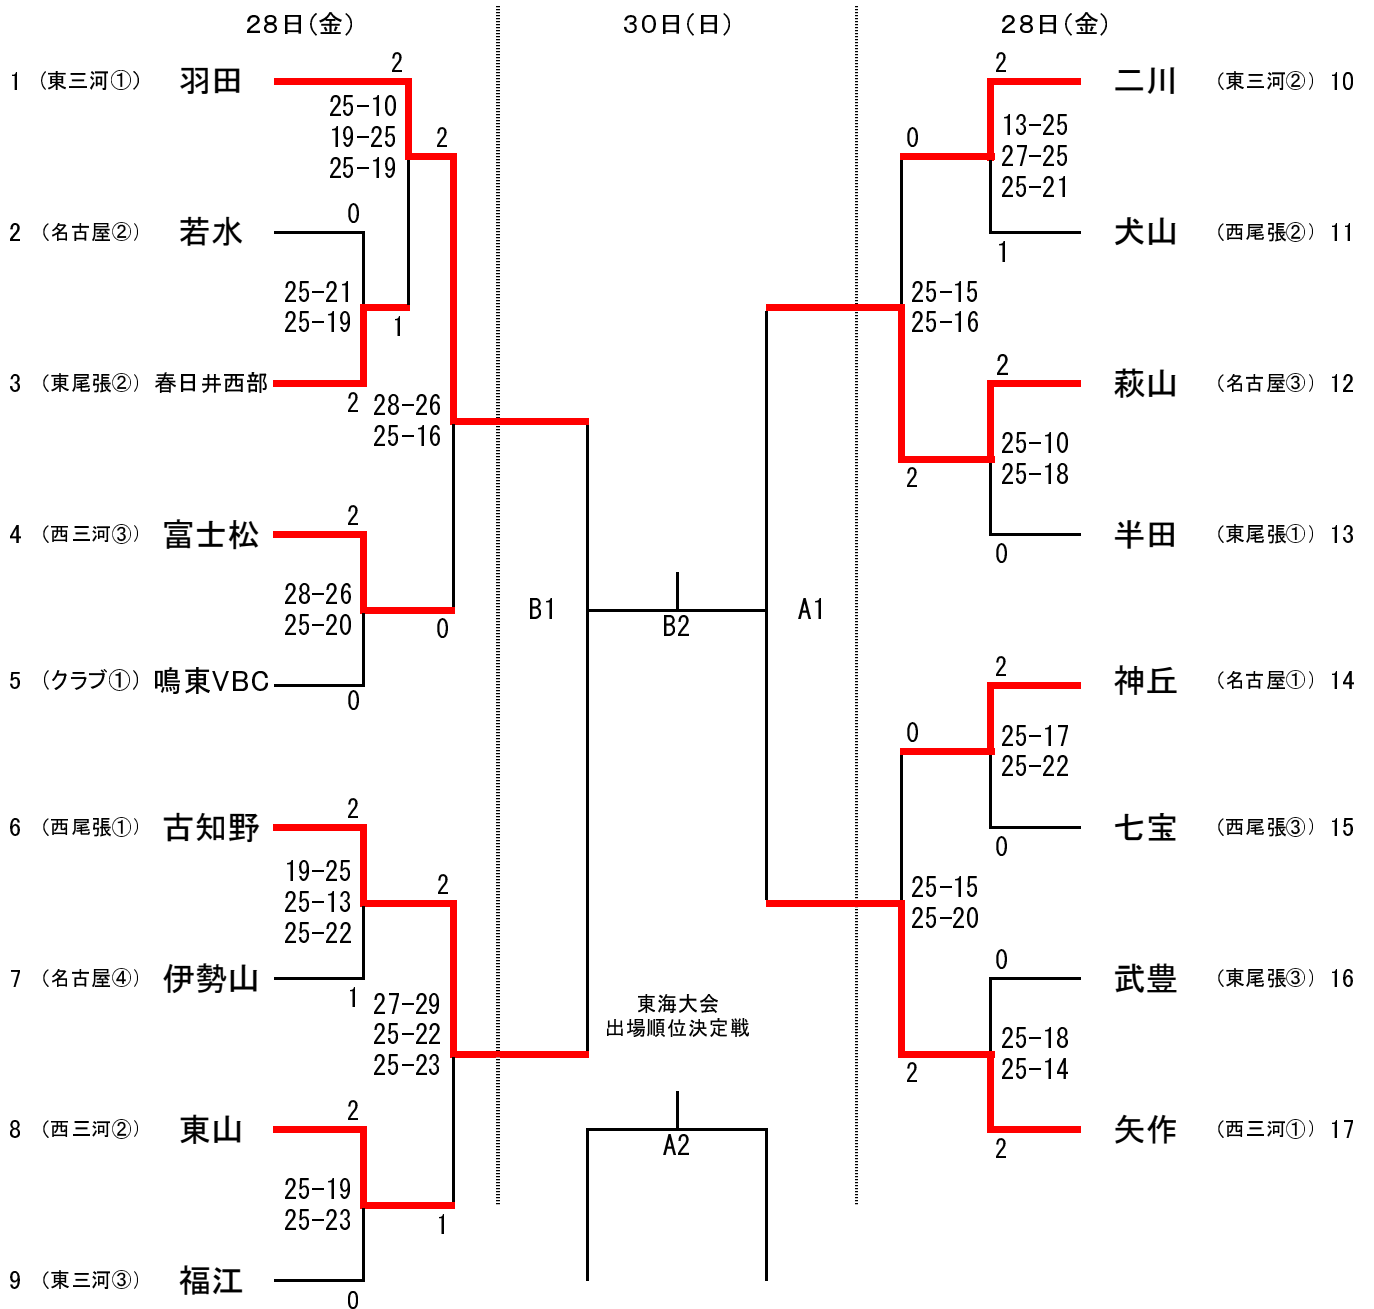 28日(金)
30日(日)
28日(金)
1 (東三河①) 羽田
2
25-10
19-25
25-19
2
0
2 (名古屋②) 若水
25-21
25-19
1
3 (東尾張②) 春日井西部
2
28-26
25-16
2
4 (西三河③) 富士松
28-26
25-20
0
5 (クラブ①) 鳴東VBC
0
2
6 (西尾張①) 古知野
19-25
25-13
25-22
2
7 (名古屋④) 伊勢山
1
27-29
25-22
25-23
2
8 (西三河②) 東山
25-19
25-23
1
9 (東三河③) 福江
0
B1
B2
A1
東海大会
出場順位決定戦
A2
2
二川 (東三河②) 10
0
13-25
27-25
25-21
犬山 (西尾張②) 11
1
25-15
25-16
2
萩山 (名古屋③) 12
25-10
25-18
2
半田 (東尾張①) 13
0
2
神丘 (名古屋①) 14
0
25-17
25-22
七宝 (西尾張③) 15
0
25-15
25-20
0
武豊 (東尾張③) 16
25-18
25-14
2
矢作 (西三河①) 17
2